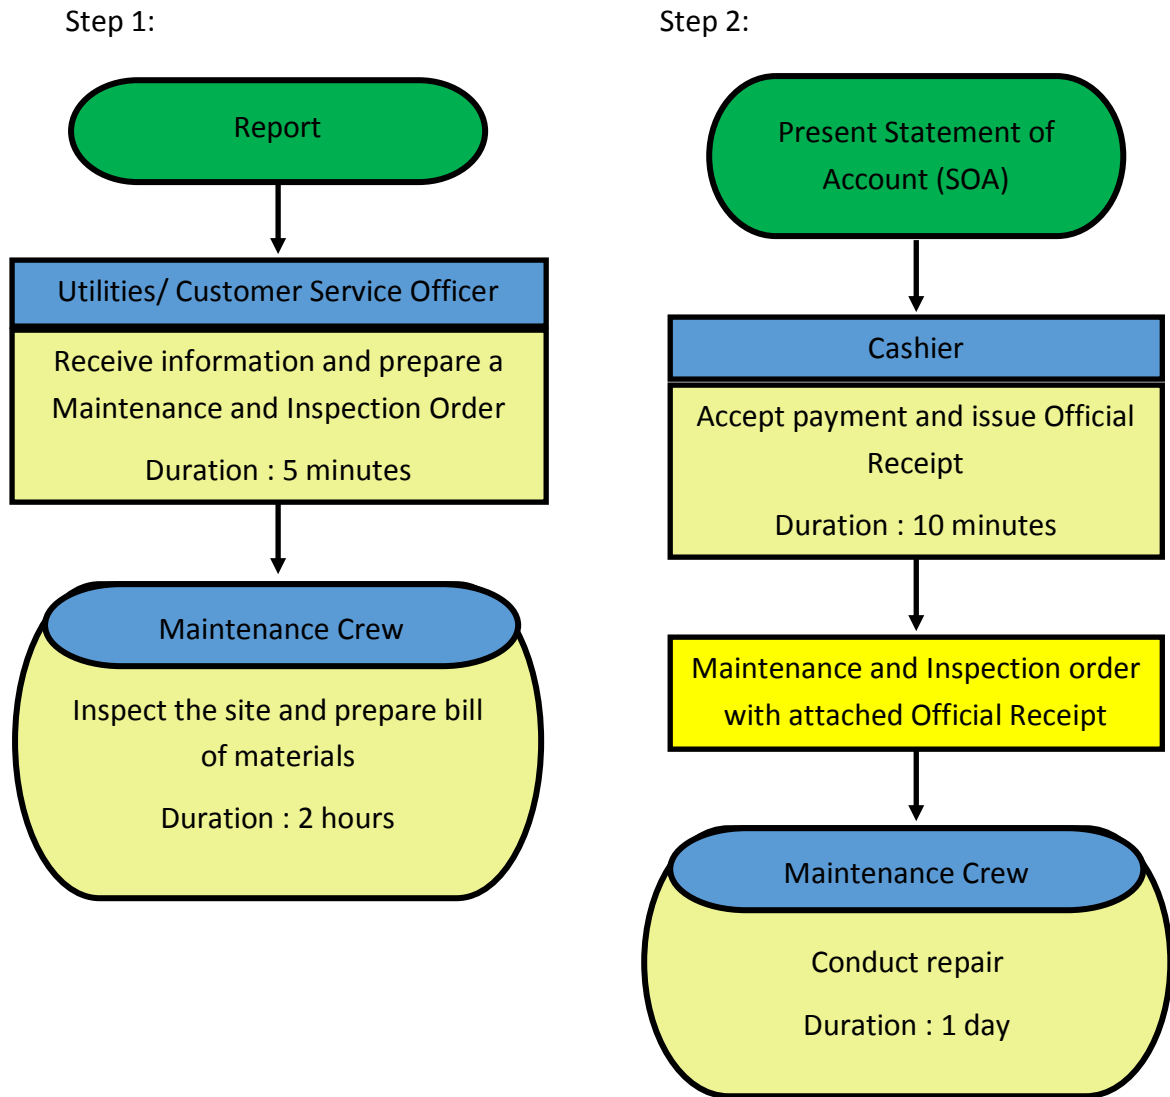 Step 1:
Report
Utilities/ Customer Service Officer
Receive information and prepare a
Maintenance and Inspection Order
Duration : 5 minutes
Maintenance Crew
Inspect the site and prepare bill
of materials
Duration : 2 hours
Step 2:
Present Statement of
Account (SOA)
Cashier
Accept payment and issue Official
Receipt
Duration : 10 minutes
Maintenance and Inspection order
with attached Official Receipt
Maintenance Crew
Conduct repair
Duration : 1 day